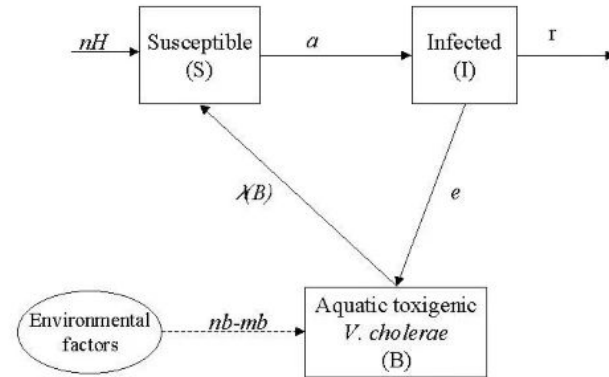 nH
Susceptible
(S)
a
Infected
(I)
r
λ(B)
e
Environmental
factors
nb-mb
Aquatic toxigenic
V. cholerae
(B)